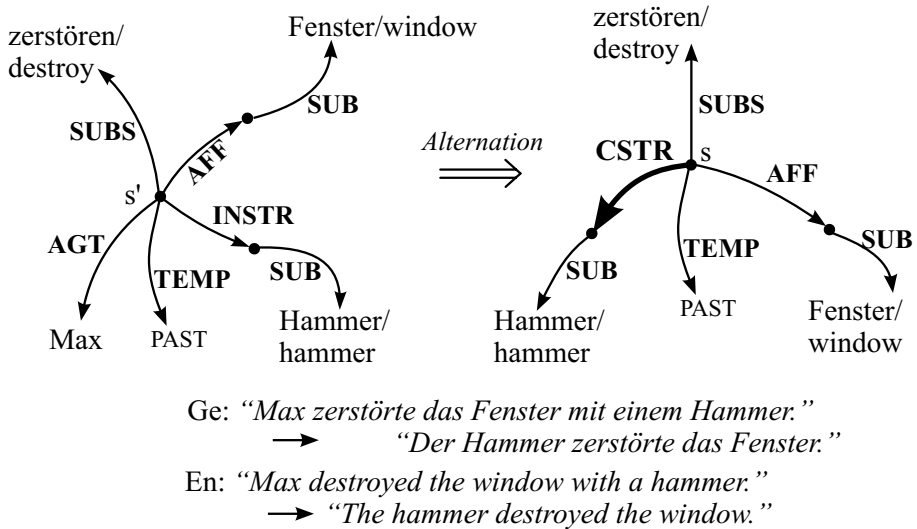 zerstören/
destroy
Fenster/window
SUBS
SUB
AFF
s'
INSTR
AGT
TEMP
SUB
Max
PAST
Hammer/
hammer
Alternation
zerstören/
destroy
SUBS
CSTR
s
AFF
SUB
TEMP
SUB
Hammer/
hammer
PAST
Fenster/
window
Ge: “Max zerstörte das Fenster mit einem Hammer.”
“Der Hammer zerstörte das Fenster.”
En: “Max destroyed the window with a hammer.”
“The hammer destroyed the window.”